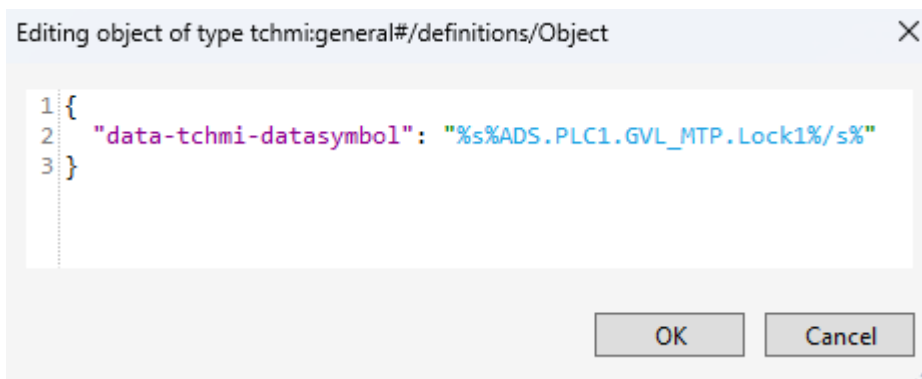 Editing object of type tchmi:general#/definitions/Object
1 {
2 "data-tchmi-datasymbol": "%s%ADS.PLC1.GVL_MTP.Lock1%/s%"
3 }
OK Cancel